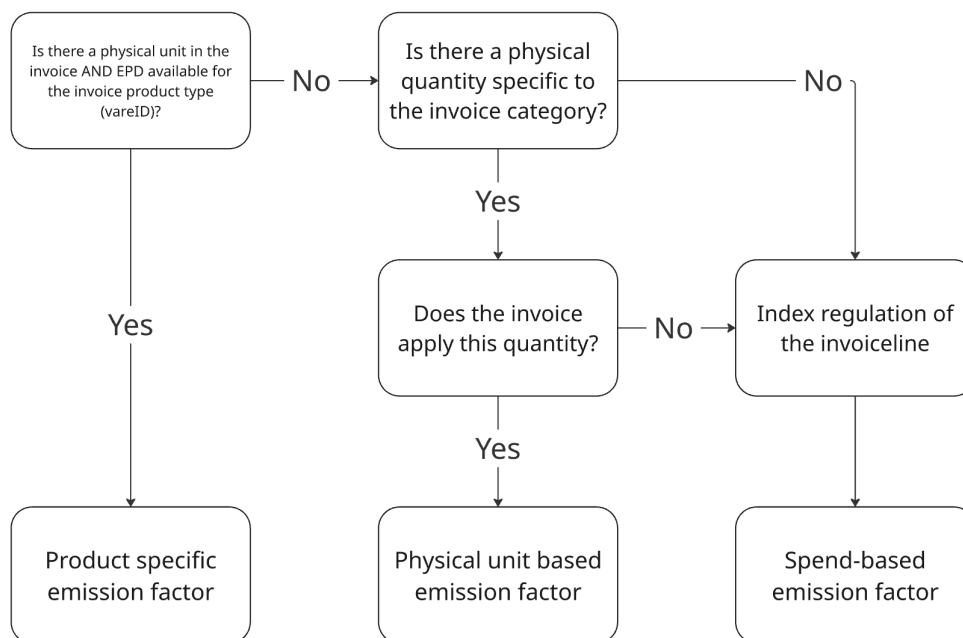 Is there a physical unit in the
invoice AND EPD available for
the invoice product type
(vareID)?
No
Is there a physical
quantity specific to
the invoice category?
No
Yes
Yes
Does the invoice
apply this quantity?
No
Index regulation of
the invoiceline
Yes
Product specific
emission factor
Physical unit based
emission factor
Spend-based
emission factor